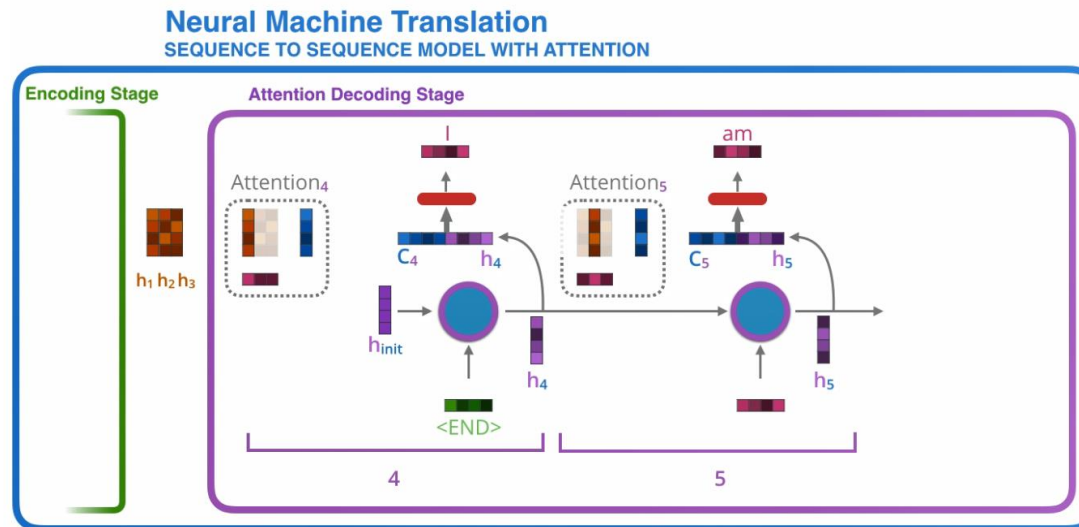 Neural Machine Translation
SEQUENCE TO SEQUENCE MODEL WITH ATTENTION
Encoding Stage
Attention Decoding Stage
I
am
Attention₄
Attention₅
h₁ h₂ h₃
C₄
h₄
C₅
h₅
hᵢₙᵢₜ
h₄
h₅
<END>
4
5